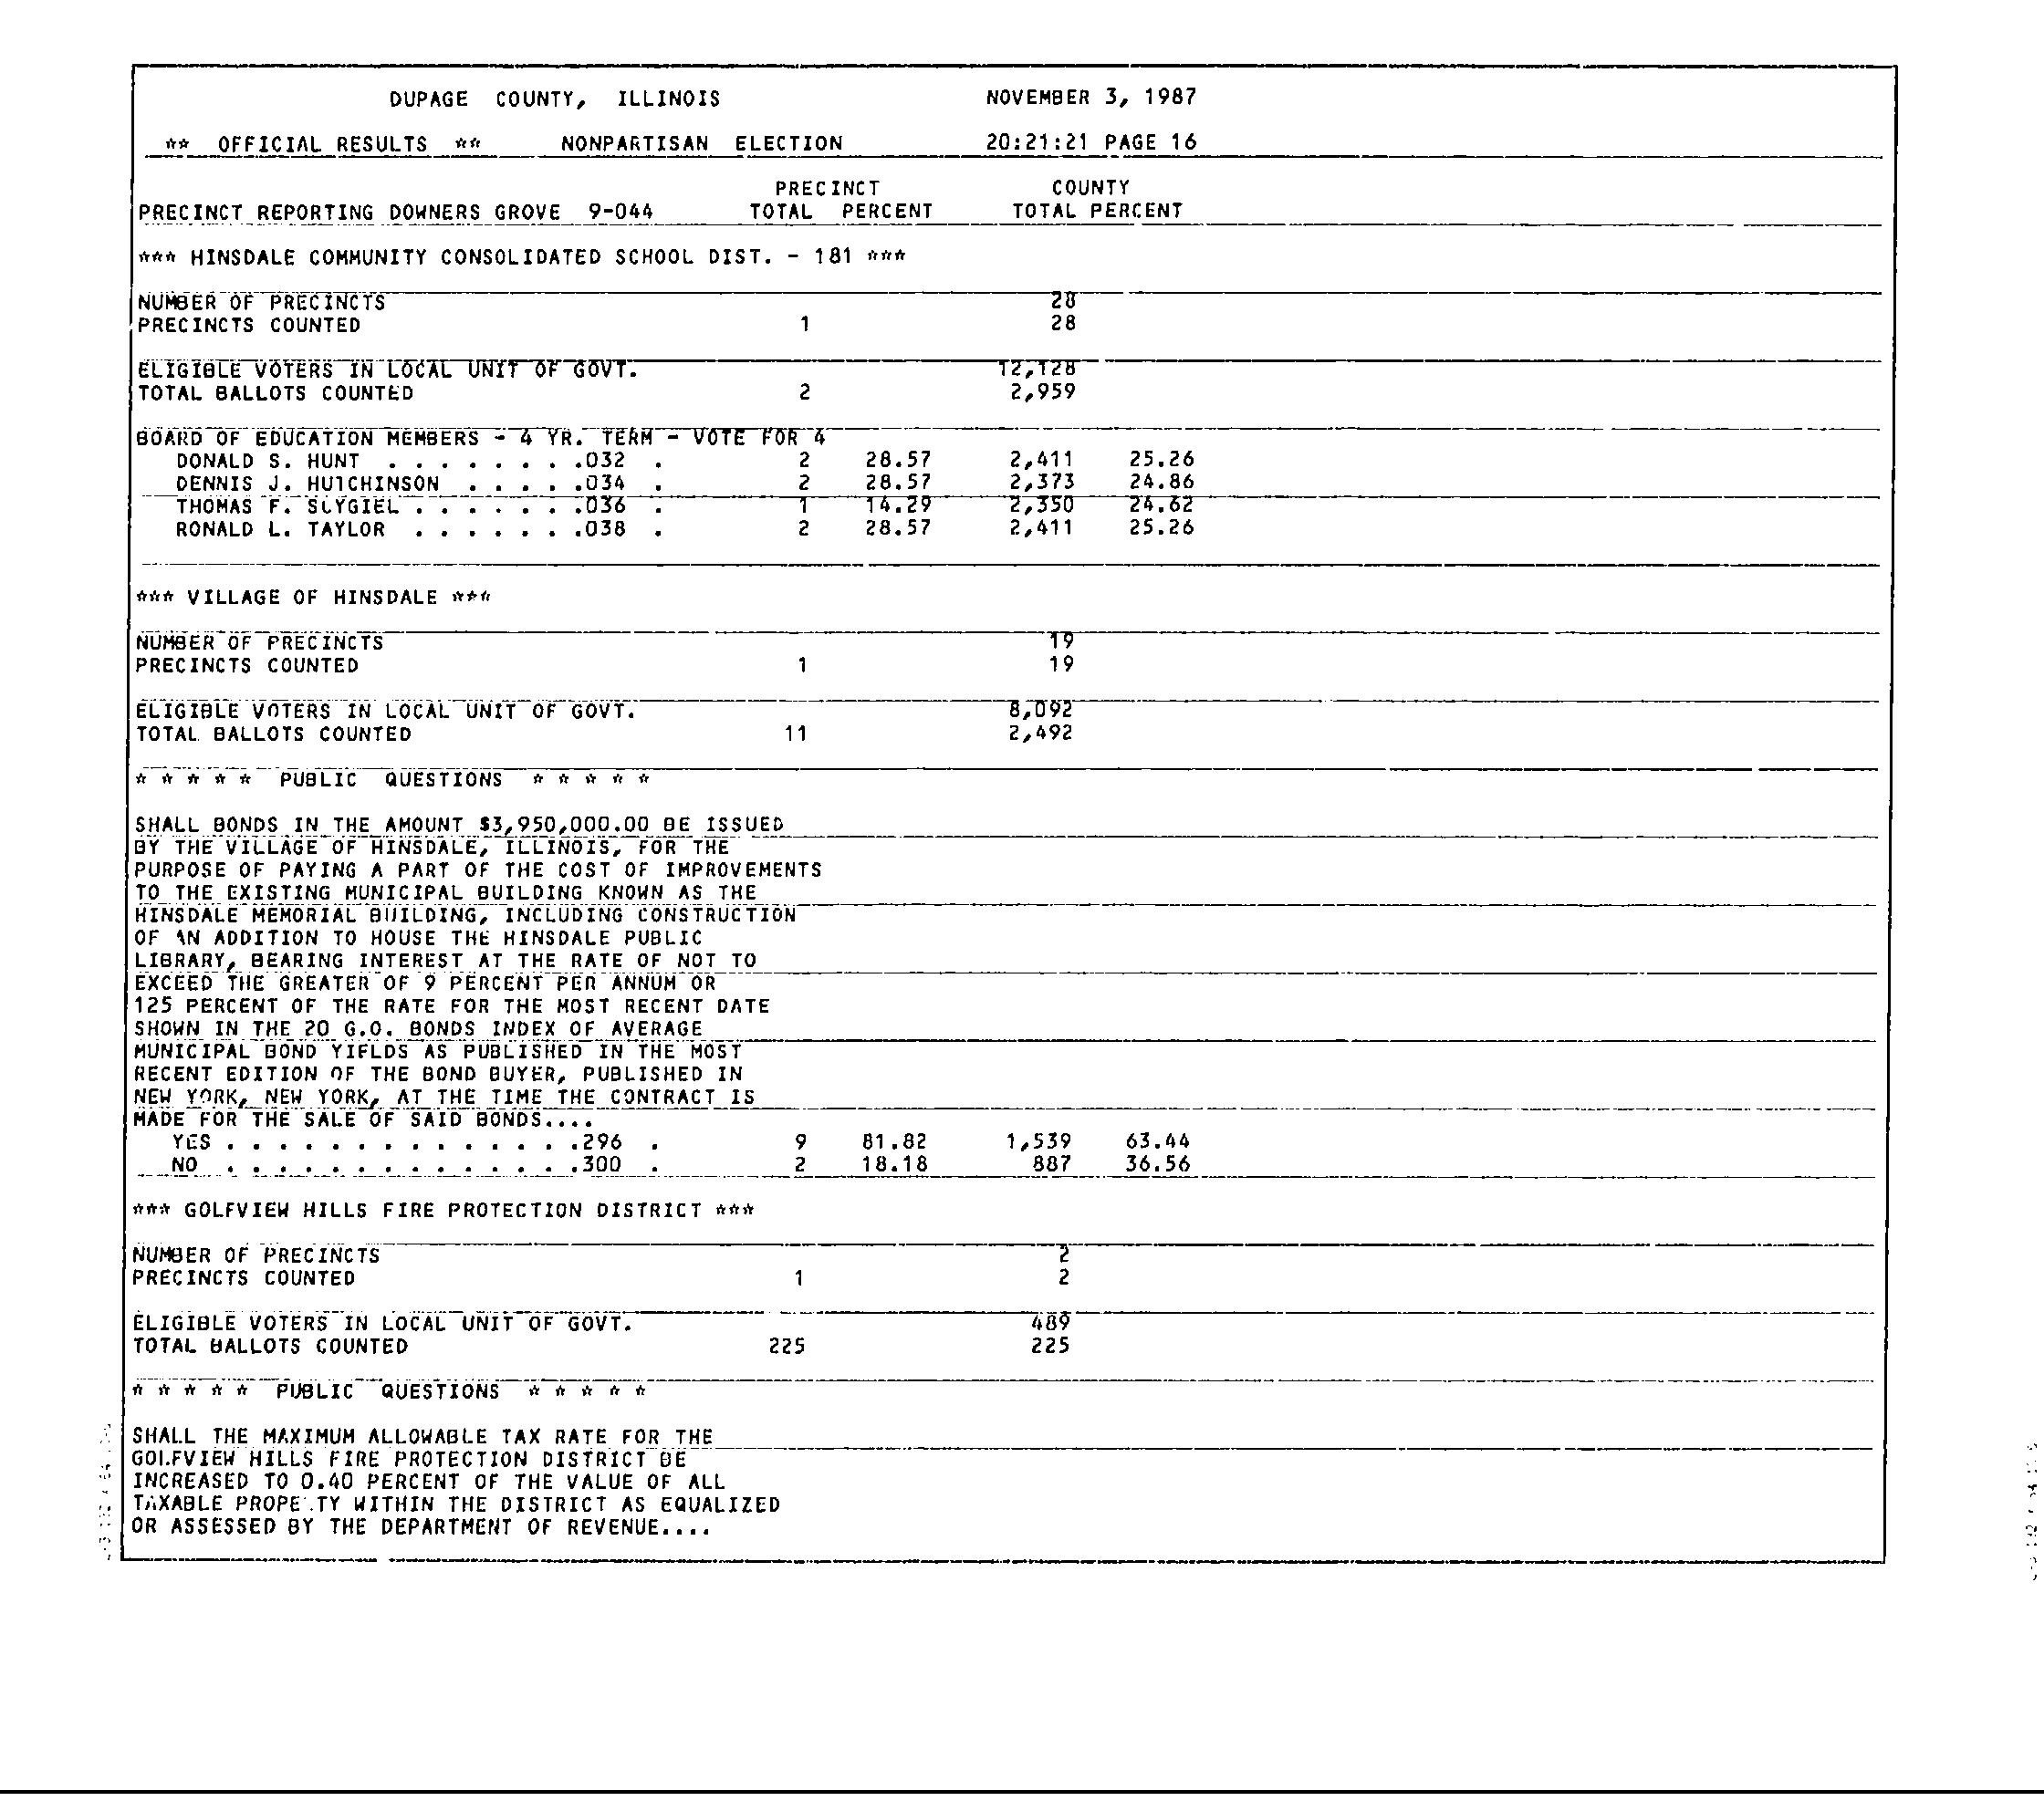 DUPAGE COUNTY, ILLINOIS NOVEMBER 3, 1987
** OFFICIAL RESULTS ** NONPARTISAN ELECTION 20:21:21 PAGE 16
PRECINCT COUNTY
PRECINCT REPORTING DOWNERS GROVE 9-044 TOTAL PERCENT TOTAL PERCENT
*** HINSDALE COMMUNITY CONSOLIDATED SCHOOL DIST. - 181 ***
NUMBER OF PRECINCTS 28
PRECINCTS COUNTED 1 28
ELIGIBLE VOTERS IN LOCAL UNIT OF GOVT. 12,128
TOTAL BALLOTS COUNTED 2 2,959
BOARD OF EDUCATION MEMBERS - 4 YR. TERM - VOTE FOR 4
DONALD S. HUNT . . . . . . . .032 . 2 28.57 2,411 25.26
DENNIS J. HUTCHINSON . . . . .034 . 2 28.57 2,373 24.86
THOMAS F. . . . . . . .036 . 1 14.29 2,350 24.62
RONALD L. TAYLOR . . . . . . .038 . 2 28.57 2,411 25.26
*** VILLAGE OF HINSDALE ***
NUMBER OF PRECINCTS 19
PRECINCTS COUNTED 1 19
ELIGIBLE VOTERS IN LOCAL UNIT OF GOVT. 8,092
TOTAL BALLOTS COUNTED 11 2,492
* * * * * PUBLIC QUESTIONS * * * * *
SHALL BONDS IN THE AMOUNT $3,950,000.00 BE ISSUED
BY THE VILLAGE OF HINSDALE, ILLINOIS, FOR THE
PURPOSE OF PAYING A PART OF THE COST OF IMPROVEMENTS
TO THE EXISTING MUNICIPAL BUILDING KNOWN AS THE
HINSDALE MEMORIAL BUILDING, INCLUDING CONSTRUCTION
OF AN ADDITION TO HOUSE THE HINSDALE PUBLIC
LIBRARY, BEARING INTEREST AT THE RATE OF NOT TO
EXCEED THE GREATER OF 9 PERCENT PER ANNUM OR
125 PERCENT OF THE RATE FOR THE MOST RECENT DATE
SHOWN IN THE 20 G.O. BONDS INDEX OF AVERAGE
MUNICIPAL BOND YIELDS AS PUBLISHED IN THE MOST
RECENT EDITION OF THE BOND BUYER, PUBLISHED IN
NEW YORK, NEW YORK, AT THE TIME THE CONTRACT IS
MADE FOR THE SALE OF SAID BONDS....
YES . . . . . . . . . . . . . .296 . 9 81.82 1,539 63.44
NO . . . . . . . . . . . . . .300 . 2 18.18 887 36.56
*** GOLFVIEW HILLS FIRE PROTECTION DISTRICT ***
NUMBER OF PRECINCTS 2
PRECINCTS COUNTED 1 2
ELIGIBLE VOTERS IN LOCAL UNIT OF GOVT. 489
TOTAL BALLOTS COUNTED 225 225
* * * * * PUBLIC QUESTIONS * * * * *
SHALL THE MAXIMUM ALLOWABLE TAX RATE FOR THE
GOLFVIEW HILLS FIRE PROTECTION DISTRICT BE
INCREASED TO 0.40 PERCENT OF THE VALUE OF ALL
TAXABLE PROPERTY WITHIN THE DISTRICT AS EQUALIZED
OR ASSESSED BY THE DEPARTMENT OF REVENUE....